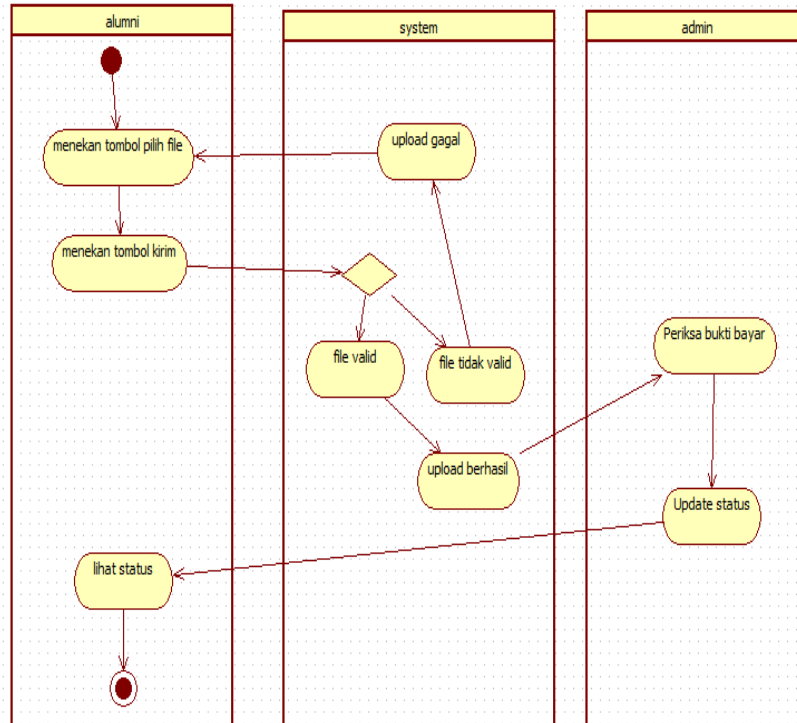 alumni
system
admin
menekan tombol pilih file
upload gagal
menekan tombol kirim
file valid
file tidak valid
Periksa bukti bayar
upload berhasil
Update status
lihat status